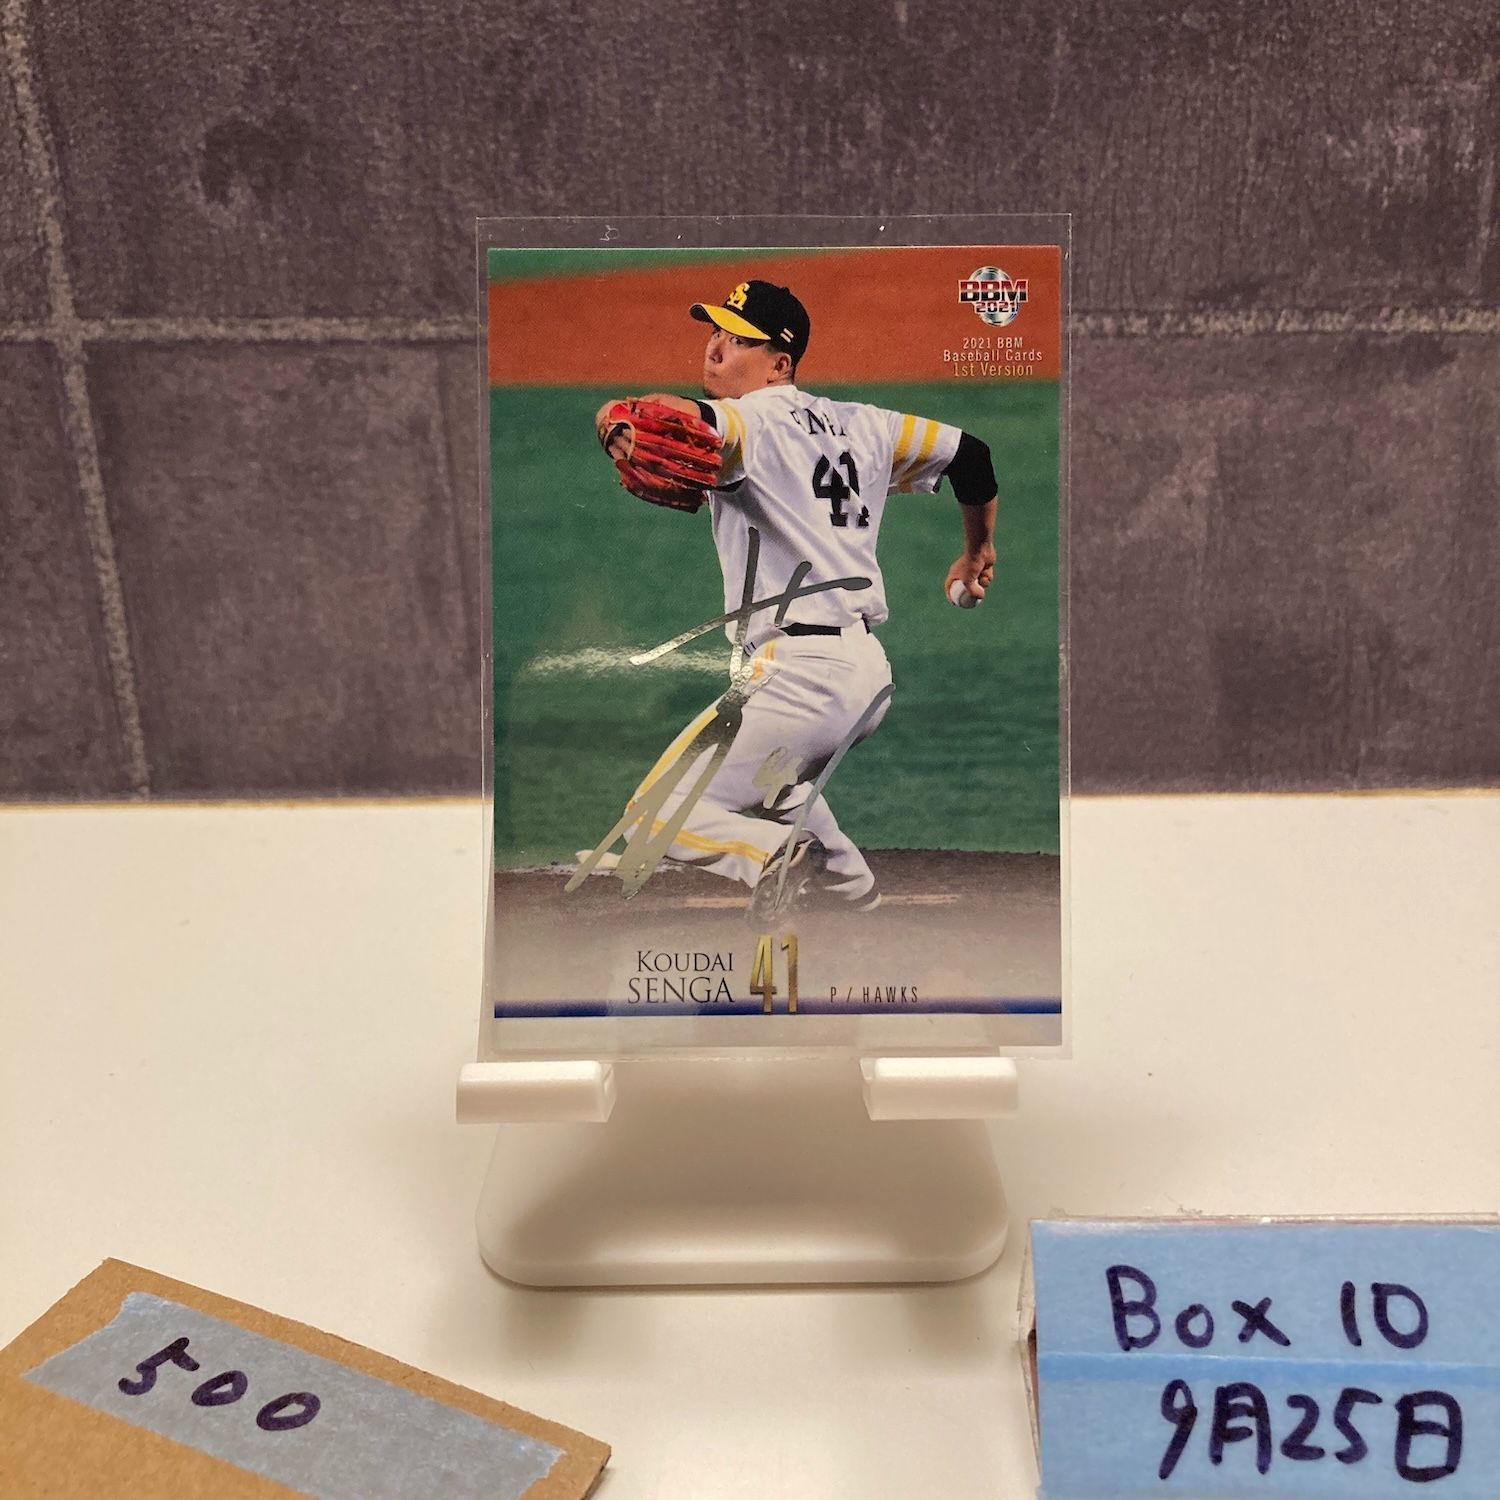 BBM
2021
2021 BBM
Baseball Cards
1st Version
41
KOUDAI
SENGA 41 P / HAWKS
500
Box 10
9月25日